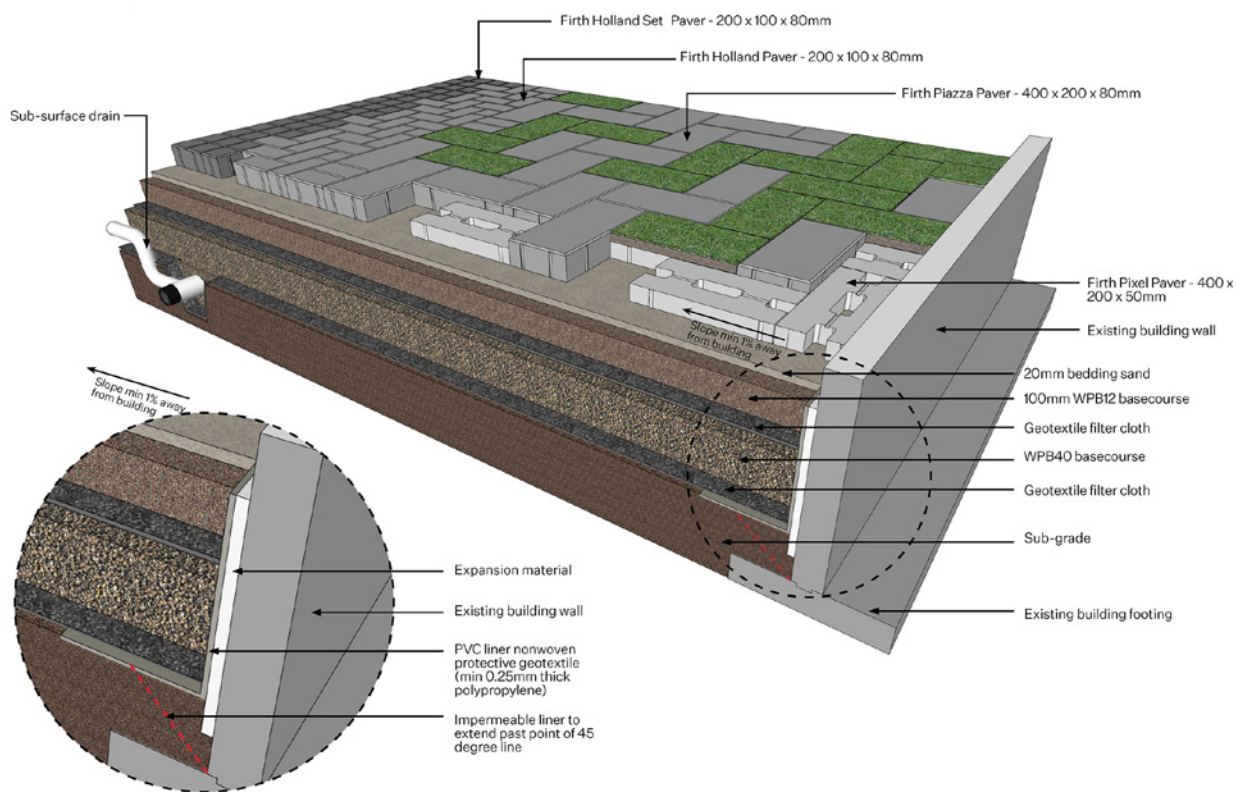 Firth Holland Set Paver - 200 x 100 x 80mm
Firth Holland Paver - 200 x 100 x 80mm
Firth Piazza Paver - 400 x 200 x 80mm
Sub-surface drain
Firth Pixel Paver - 400 x
200 x 50mm
Existing building wall
Slope min 1% away
from building
20mm bedding sand
100mm WPB12 basecourse
Geotextile filter cloth
WPB40 basecourse
Geotextile filter cloth
Sub-grade
Existing building footing
Slope min 1% away
from building
Expansion material
Existing building wall
PVC liner nonwoven
protective geotextile
(min 0.25mm thick
polypropylene)
Impermeable liner to
extend past point of 45
degree line